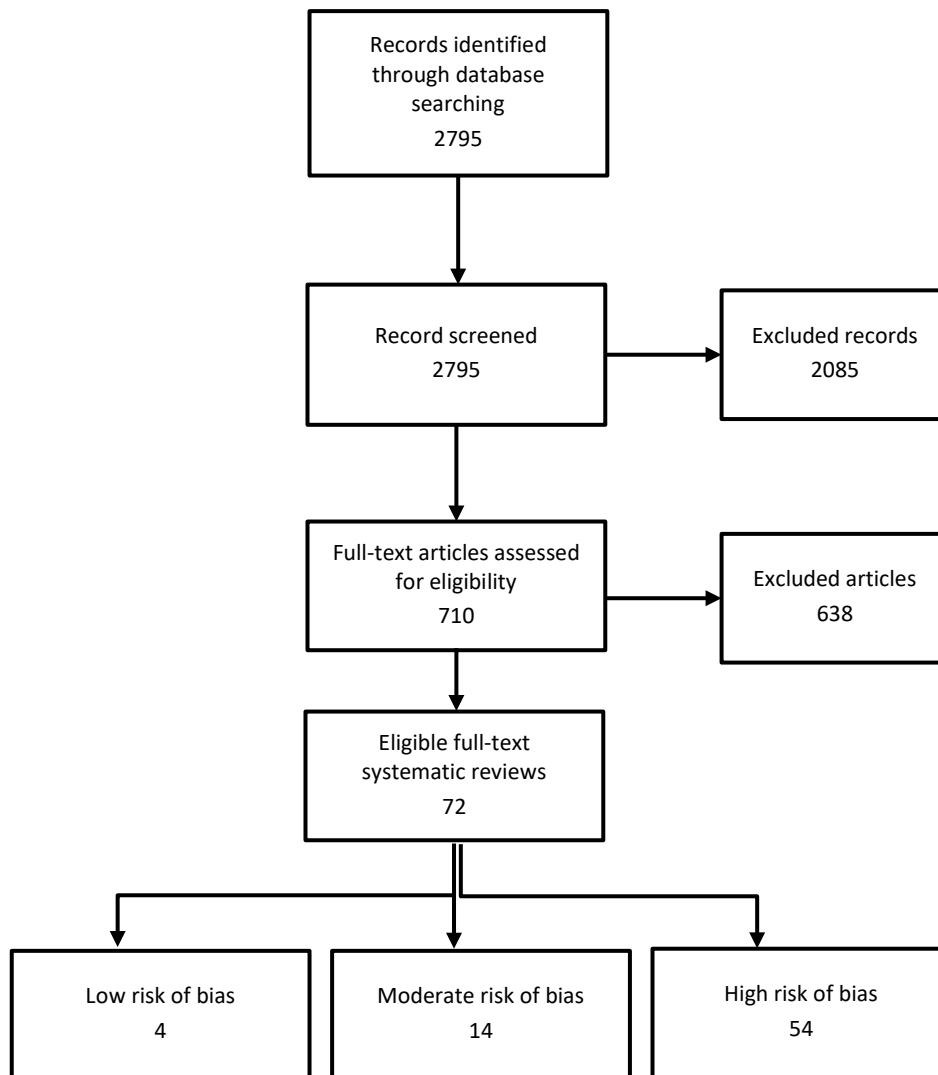 Records identified
through database
searching
2795
Record screened
2795
Excluded records
2085
Full-text articles assessed
for eligibility
710
Excluded articles
638
Eligible full-text
systematic reviews
72
Low risk of bias
4
Moderate risk of bias
14
High risk of bias
54